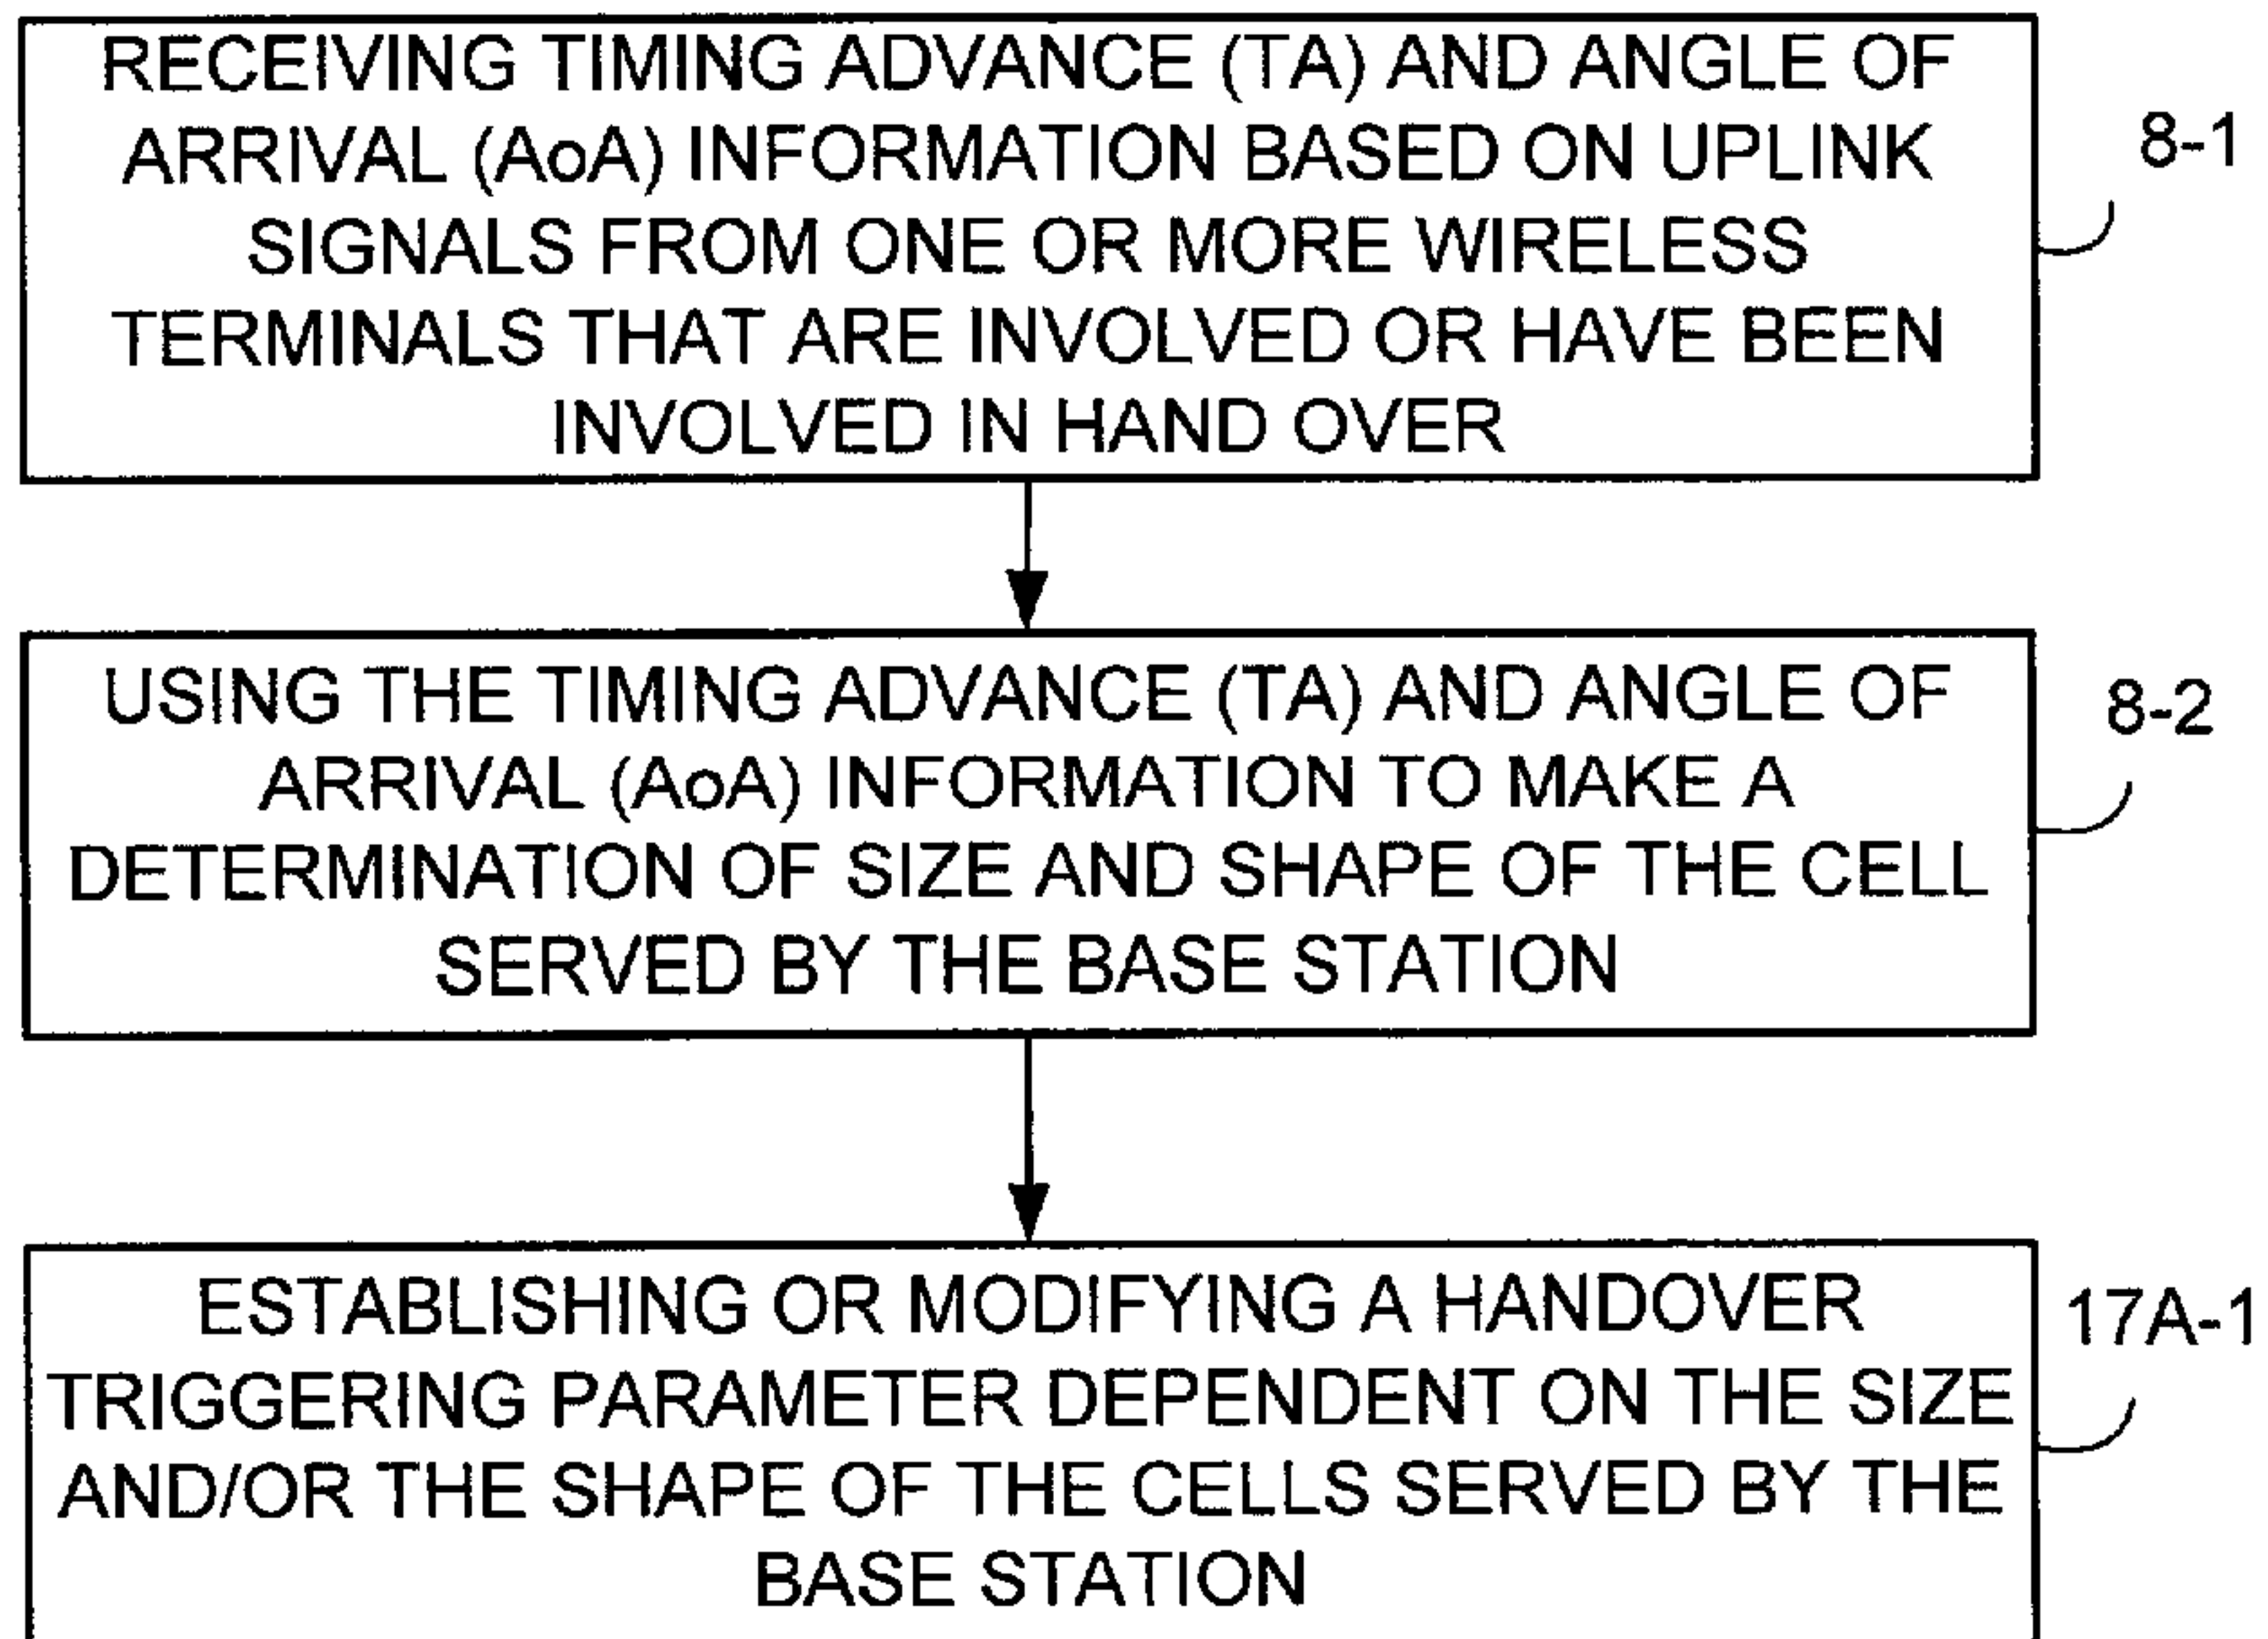 RECEIVING TIMING ADVANCE (TA) AND ANGLE OF
ARRIVAL (AoA) INFORMATION BASED ON UPLINK
SIGNALS FROM ONE OR MORE WIRELESS
TERMINALS THAT ARE INVOLVED OR HAVE BEEN
INVOLVED IN HAND OVER
8-1
USING THE TIMING ADVANCE (TA) AND ANGLE OF
ARRIVAL (AoA) INFORMATION TO MAKE A
DETERMINATION OF SIZE AND SHAPE OF THE CELL
SERVED BY THE BASE STATION
8-2
ESTABLISHING OR MODIFYING A HANDOVER
TRIGGERING PARAMETER DEPENDENT ON THE SIZE
AND/OR THE SHAPE OF THE CELLS SERVED BY THE
BASE STATION
17A-1